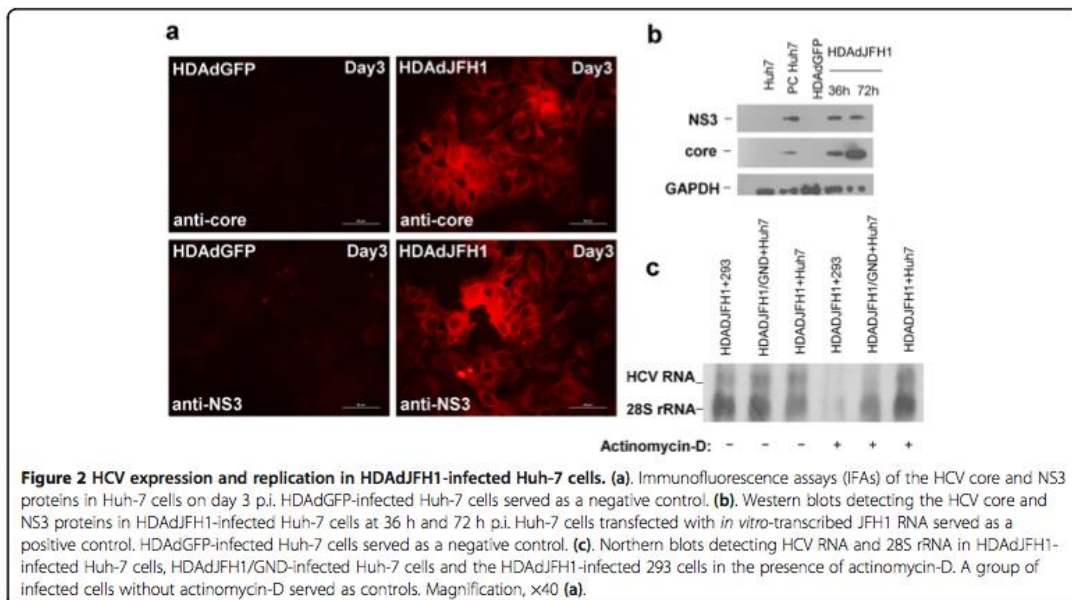 a
HDAdGFP Day3
anti-core
HDAdJFH1 Day3
anti-core
HDAdGFP Day3
anti-NS3
HDAdJFH1 Day3
anti-NS3
b
Huh7
PC Huh7
HDAdGFP
HDAdJFH1
36h 72h
NS3 –
core –
GAPDH –
c
HDADJFH1+293
HDADJFH1/GND+Huh7
HDADJFH1+Huh7
HDADJFH1+293
HDADJFH1/GND+Huh7
HDADJFH1+Huh7
HCV RNA_
28S rRNA–
Actinomycin-D: – – – + + +
Figure 2 HCV expression and replication in HDAdJFH1-infected Huh-7 cells. (a). Immunofluorescence assays (IFAs) of the HCV core and NS3
proteins in Huh-7 cells on day 3 p.i. HDAdGFP-infected Huh-7 cells served as a negative control. (b). Western blots detecting the HCV core and
NS3 proteins in HDAdJFH1-infected Huh-7 cells at 36 h and 72 h p.i. Huh-7 cells transfected with in vitro-transcribed JFH1 RNA served as a
positive control. HDAdGFP-infected Huh-7 cells served as a negative control. (c). Northern blots detecting HCV RNA and 28S rRNA in HDAdJFH1-
infected Huh-7 cells, HDAdJFH1/GND-infected Huh-7 cells and the HDAdJFH1-infected 293 cells in the presence of actinomycin-D. A group of
infected cells without actinomycin-D served as controls. Magnification, ×40 (a).